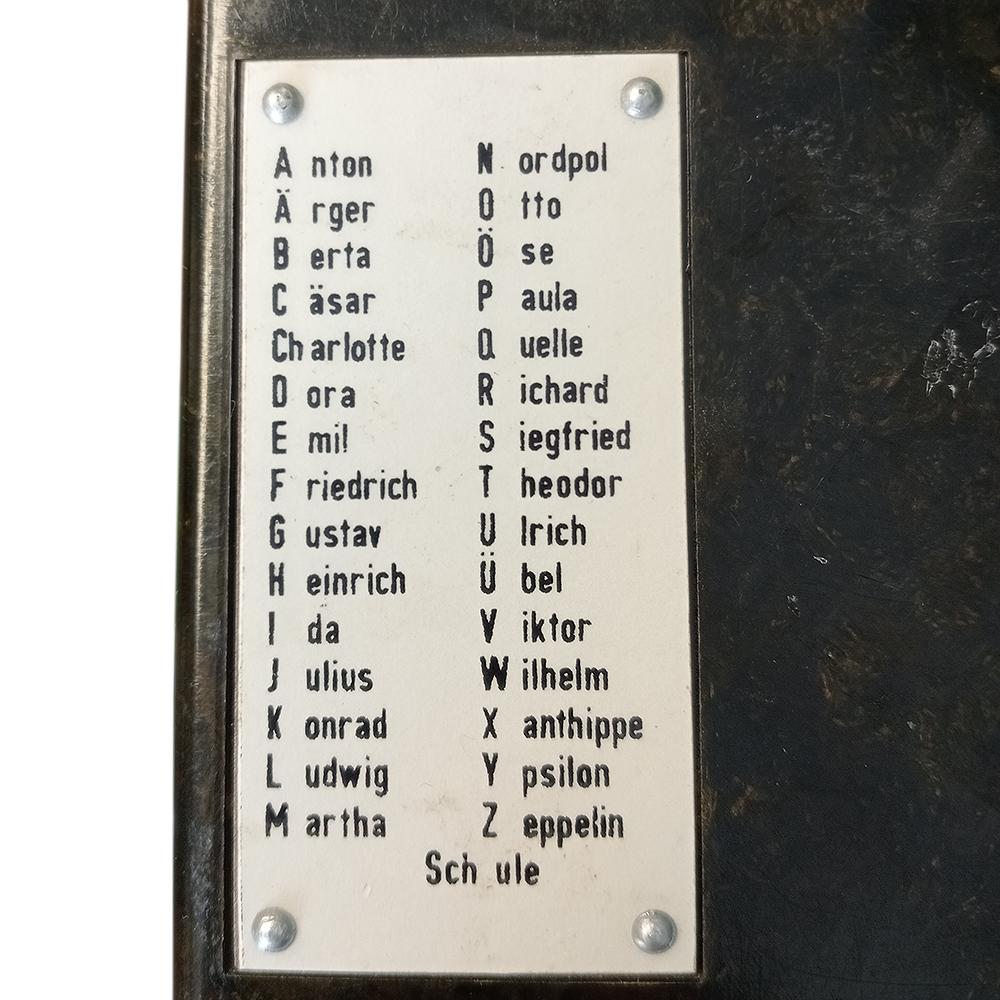 A nton
Ä rger
B erta
C äsar
Ch arlotte
D ora
E mil
F riedrich
G ustav
H einrich
I da
J ulius
K onrad
L udwig
M artha
N ordpol
O tto
Ö se
P aula
Q uelle
R ichard
S iegfried
T heodor
U lrich
Ü bel
V iktor
W ilhelm
X anthippe
Y psilon
Z eppelin
Sch ule